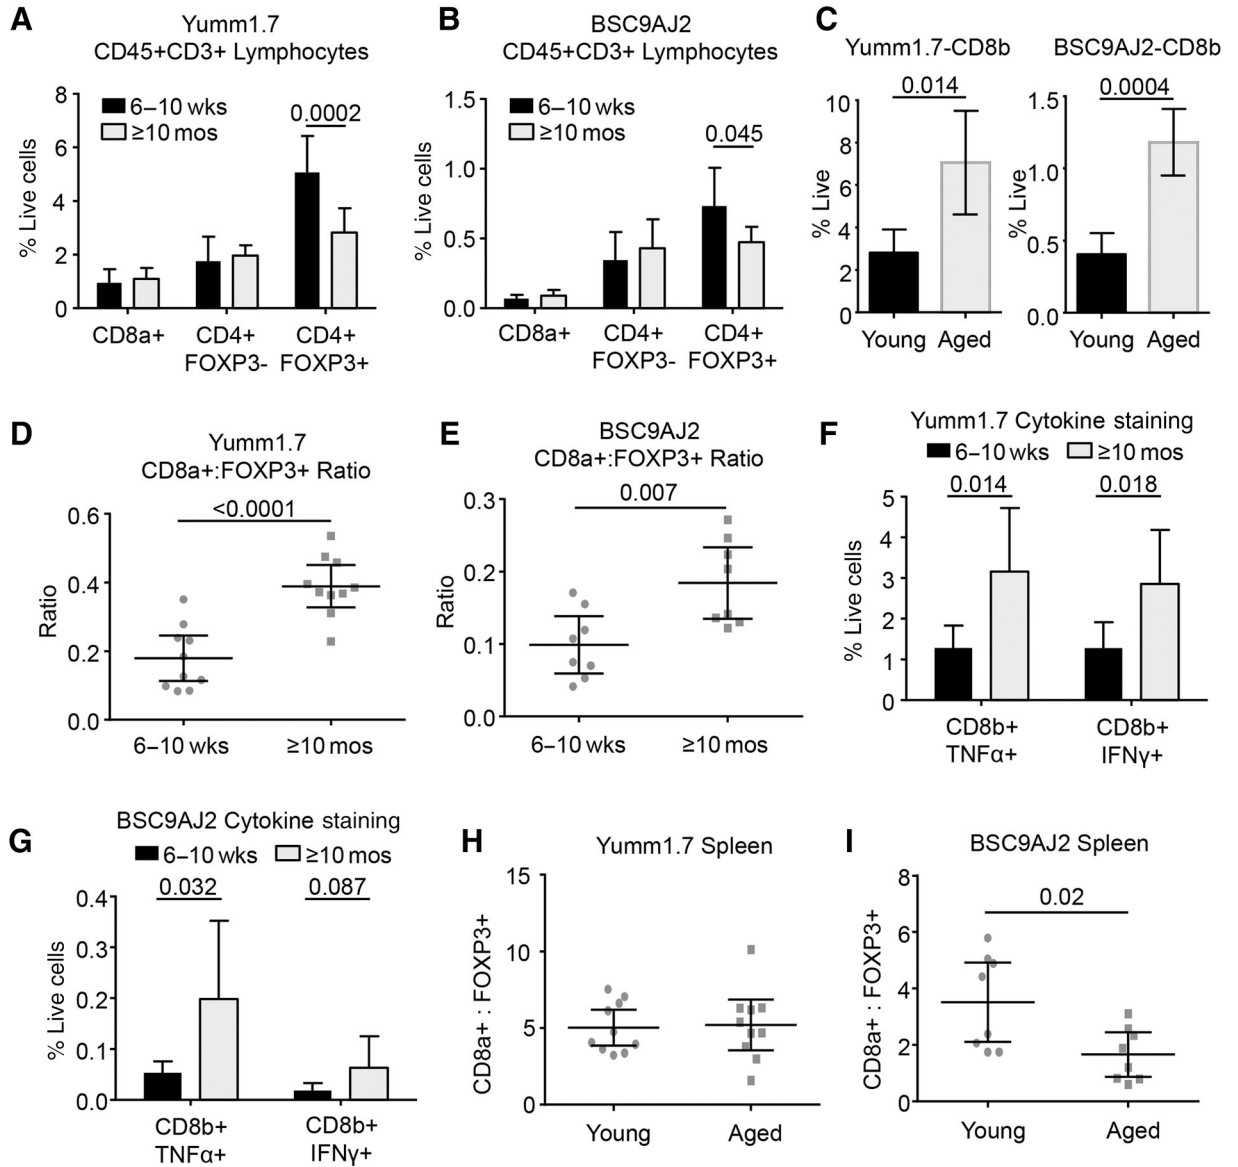 A
Yumm1.7
CD45+CD3+ Lymphocytes
6–10 wks
≥10 mos
0.0002
% Live cells
8
6
4
2
0
CD8a+
CD4+
FOXP3-
CD4+
FOXP3+
B
BSC9AJ2
CD45+CD3+ Lymphocytes
6–10 wks
≥10 mos
0.045
% Live cells
1.5
1.0
0.5
0.0
CD8a+
CD4+
FOXP3-
CD4+
FOXP3+
C
Yumm1.7-CD8b
0.014
% Live
10
8
6
4
2
0
Young
Aged
BSC9AJ2-CD8b
0.0004
% Live
1.5
1.0
0.5
0.0
Young
Aged
D
Yumm1.7
CD8a+:FOXP3+ Ratio
<0.0001
Ratio
0.6
0.4
0.2
0.0
6–10 wks
≥10 mos
E
BSC9AJ2
CD8a+:FOXP3+ Ratio
0.007
Ratio
0.3
0.2
0.1
0.0
6–10 wks
≥10 mos
F
Yumm1.7 Cytokine staining
6–10 wks
≥10 mos
0.014
0.018
% Live cells
5
4
3
2
1
0
CD8b+
TNFα+
CD8b+
IFNγ+
G
BSC9AJ2 Cytokine staining
6–10 wks
≥10 mos
0.032
0.087
% Live cells
0.4
0.3
0.2
0.1
0.0
CD8b+
TNFα+
CD8b+
IFNγ+
H
Yumm1.7 Spleen
CD8a+ : FOXP3+
15
10
5
0
Young
Aged
I
BSC9AJ2 Spleen
0.02
CD8a+ : FOXP3+
8
6
4
2
0
Young
Aged